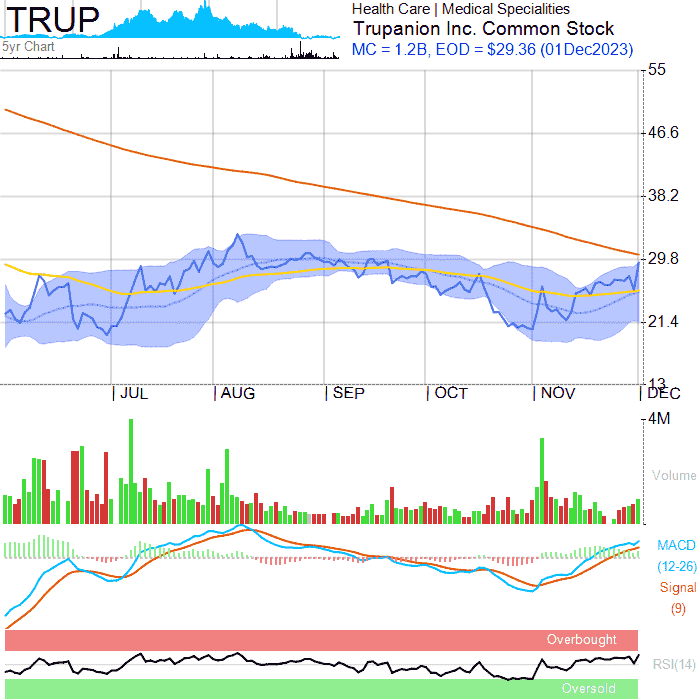 TRUP
5yr Chart
Health Care | Medical Specialities
Trupanion Inc. Common Stock
MC = 1.2B, EOD = $29.36 (01Dec2023)
55
46.6
38.2
29.8
21.4
13
JUL
AUG
SEP
OCT
NOV
DEC
4M
Volume
MACD
(12-26)
Signal
(9)
Overbought
RSI(14)
Oversold